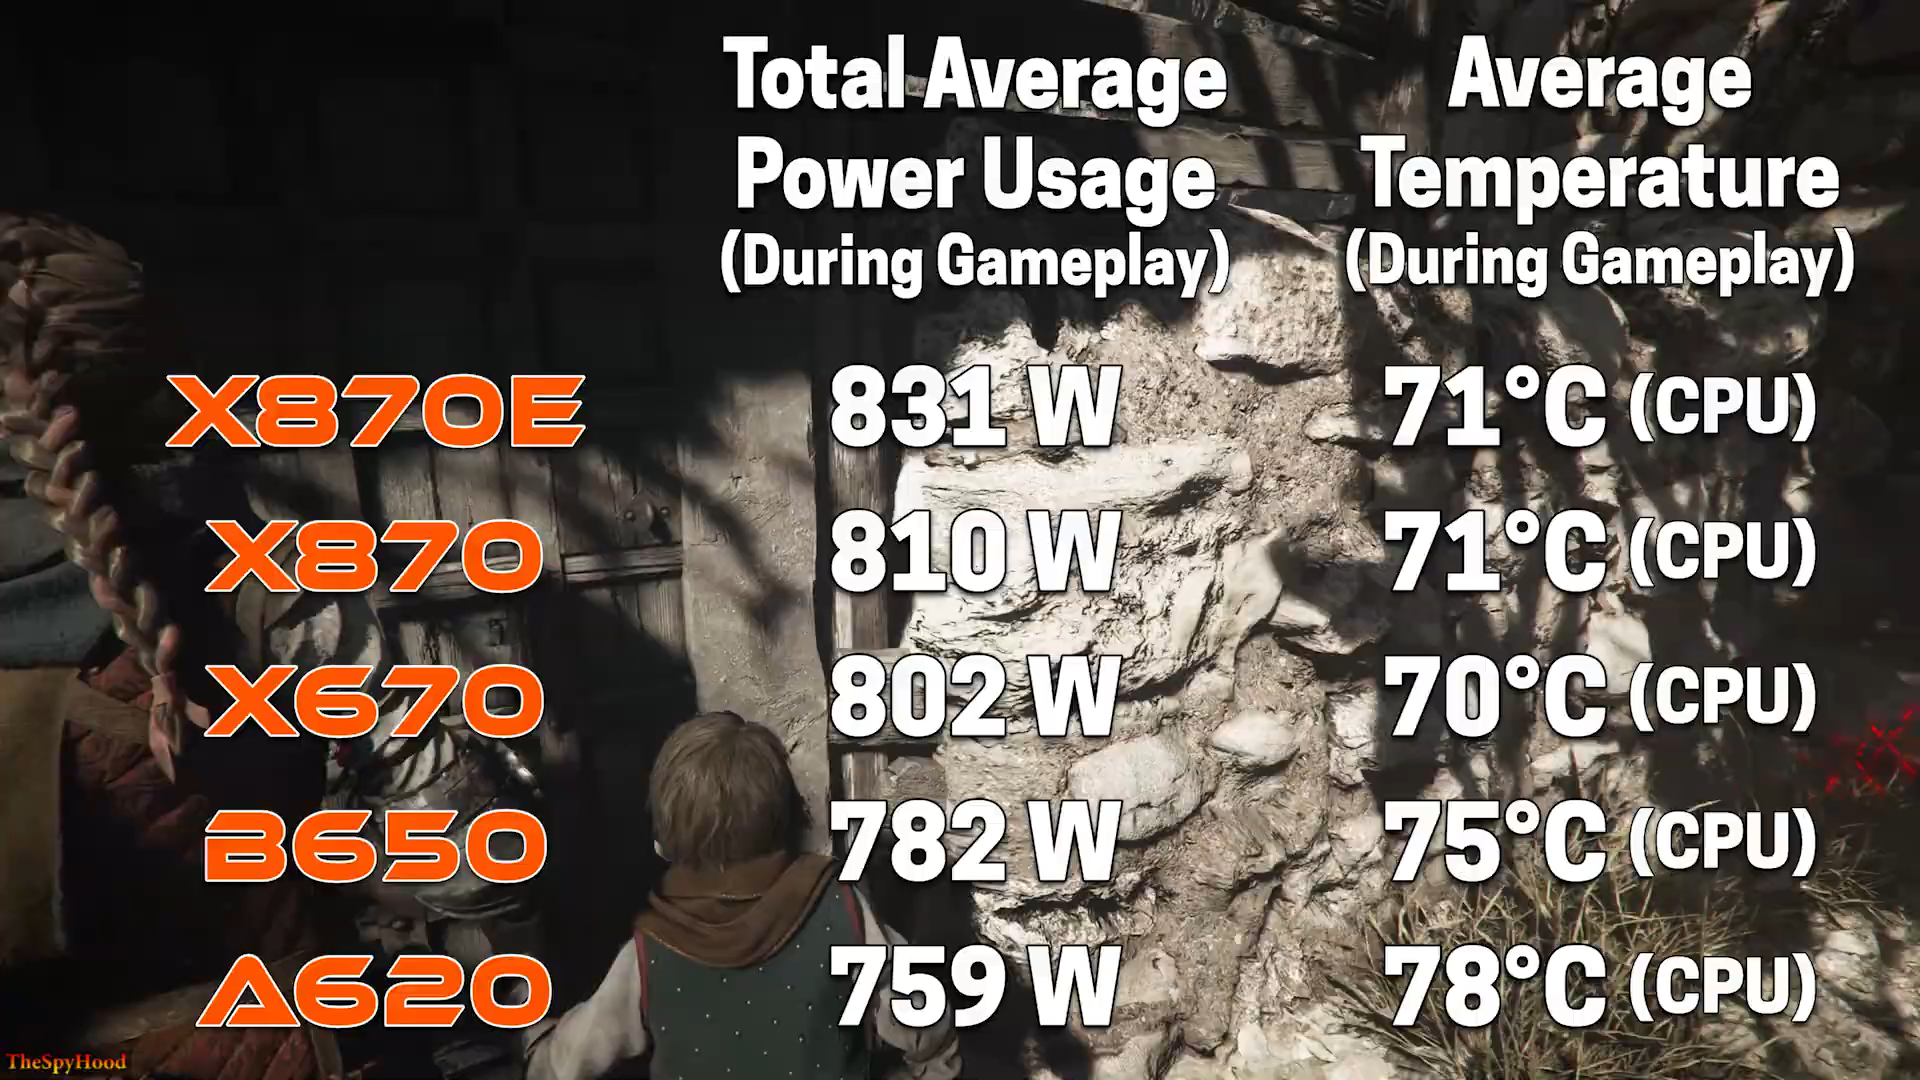 Total Average
Power Usage
(During Gameplay)
Average
Temperature
(During Gameplay)
X870E 831 W 71°C (CPU)
X870 810 W 71°C (CPU)
X670 802 W 70°C (CPU)
B650 782 W 75°C (CPU)
A620 759 W 78°C (CPU)
TheSpyHood